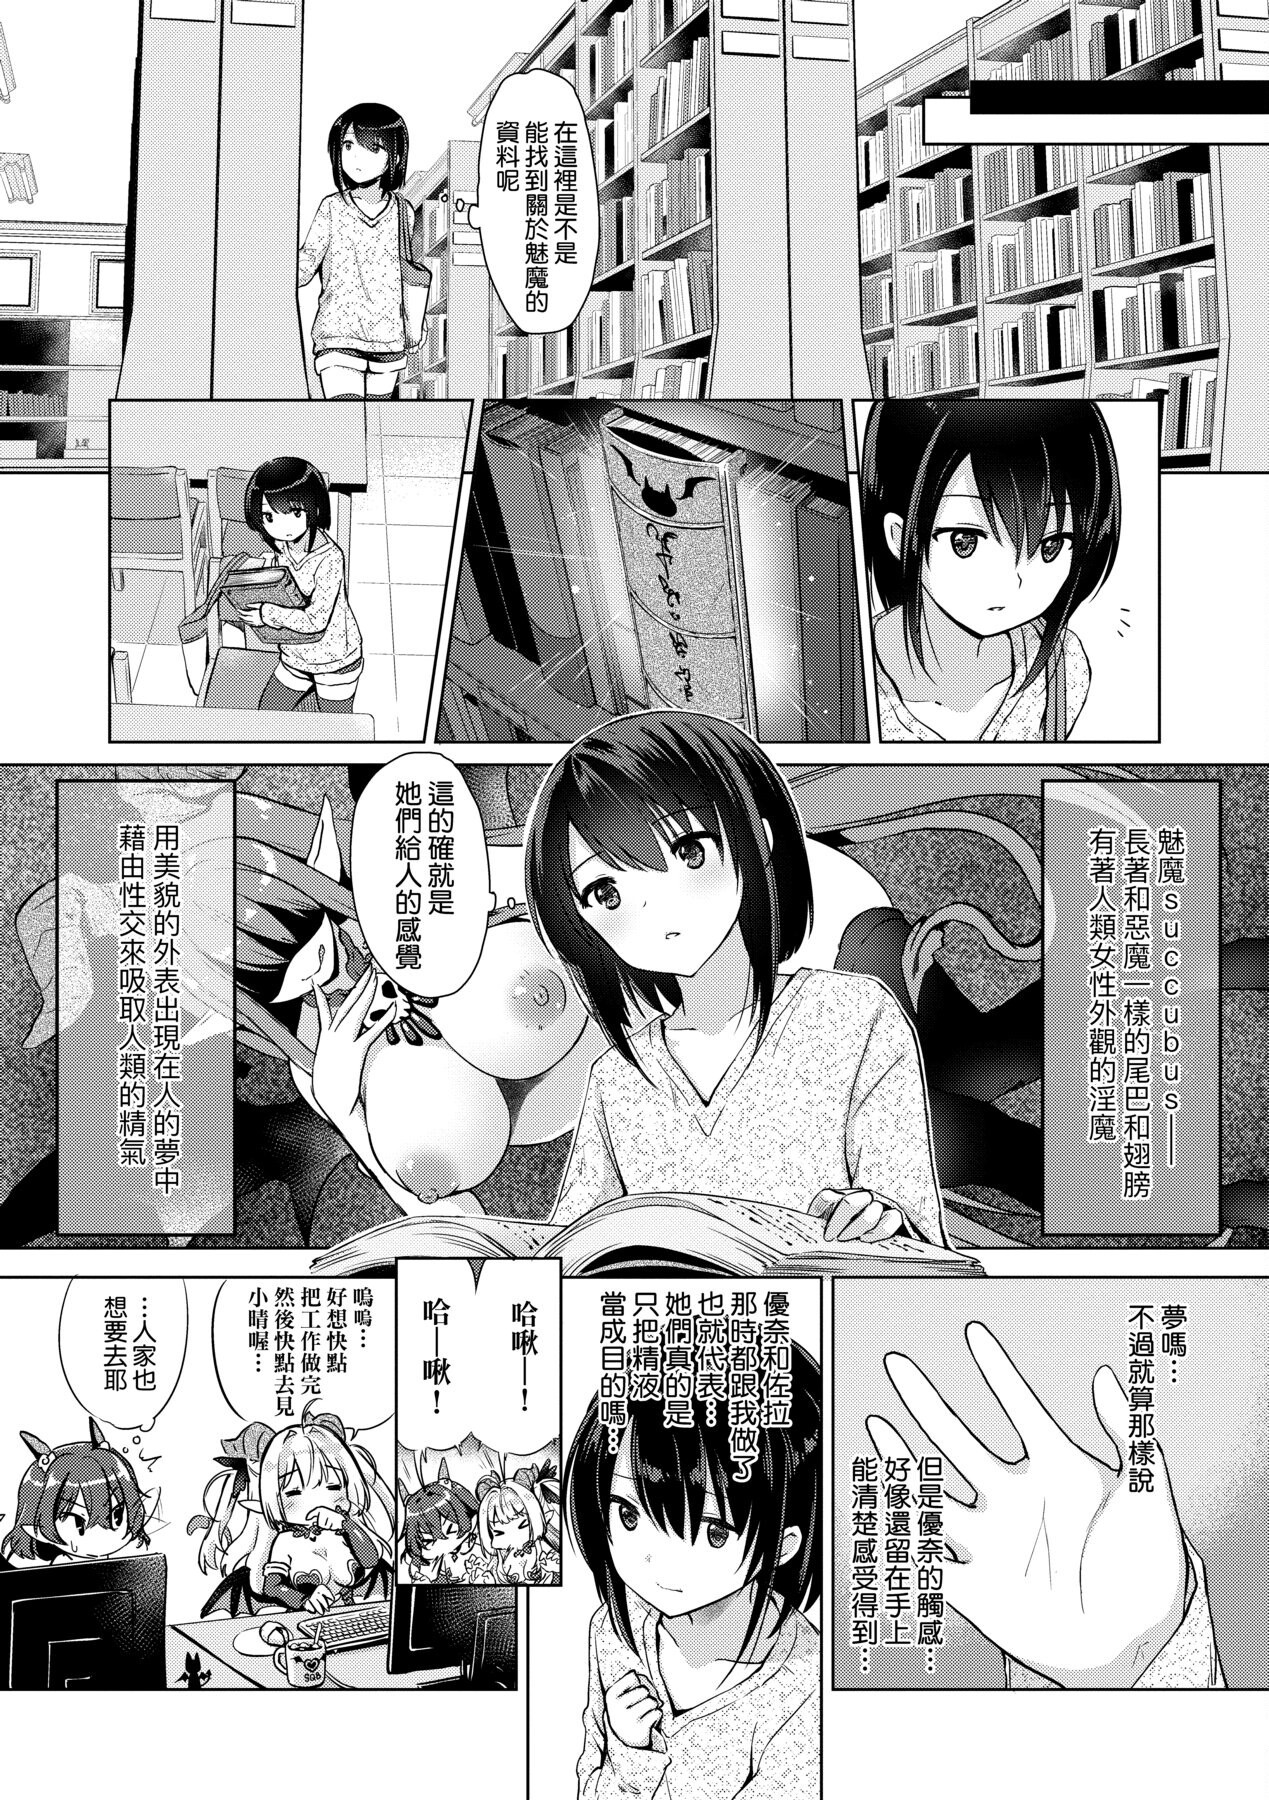 在這裡是不是
能找到關於魅魔的
資料呢
魅魔succubus──
長著和惡魔一樣的尾巴和翅膀
有著人類女性外觀的淫魔
這的確就是
她們給人的感覺
用美貌的外表出現在人的夢中
藉由性交來吸取人類的精氣
夢嗎…
不過就算那樣說
但是優奈的觸感…
好像還留在手上
能清楚感受得到…
優奈和佐拉
那時都跟我做了
也就代表…
她們真的是
只把精液
當成目的嗎…
哈啾─！
哈─啾！
嗚嗚…
好想快點
把工作做完
然後快點去見
小晴喔…
…人家也
想要去耶
SQB